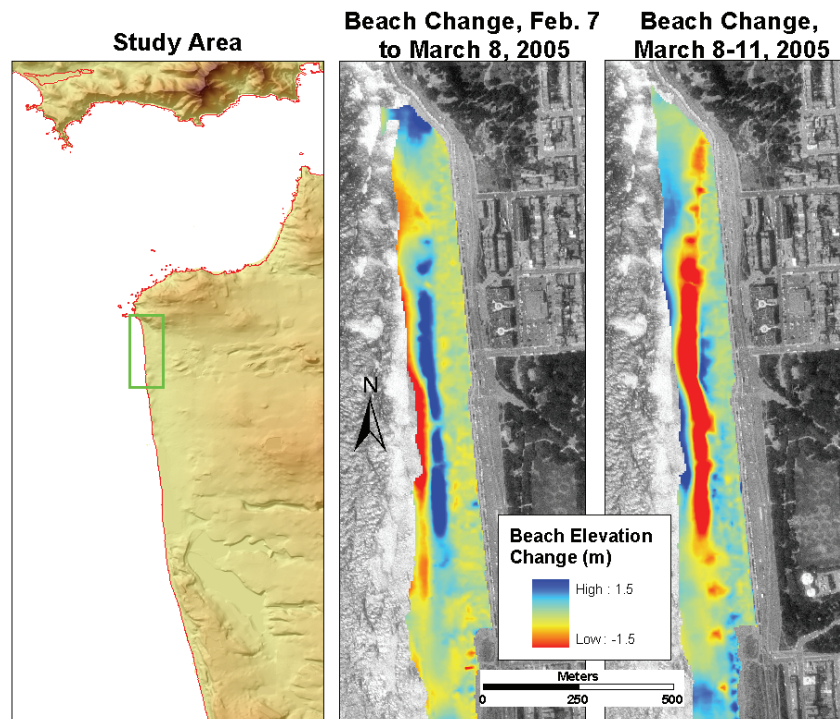 Study Area
Beach Change, Feb. 7
to March 8, 2005
Beach Change,
March 8-11, 2005
N
Beach Elevation
Change (m)
High : 1.5
Low : -1.5
Meters
0 250 500